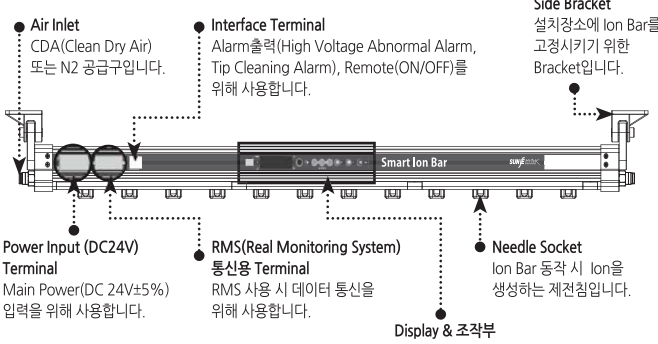 Side Bracket
설치장소에 Ion Bar를
고정시키기 위한
Bracket입니다.
Air Inlet
CDA(Clean Dry Air)
또는 N2 공급구입니다.
Interface Terminal
Alarm출력(High Voltage Abnormal Alarm,
Tip Cleaning Alarm), Remote(ON/OFF)를
위해 사용합니다.
Smart Ion Bar
Power Input (DC24V)
Terminal
Main Power(DC 24V±5%)
입력을 위해 사용합니다.
RMS(Real Monitoring System)
통신용 Terminal
RMS 사용 시 데이터 통신을
위해 사용합니다.
Needle Socket
Ion Bar 동작 시 Ion을
생성하는 제전침입니다.
Display & 조작부